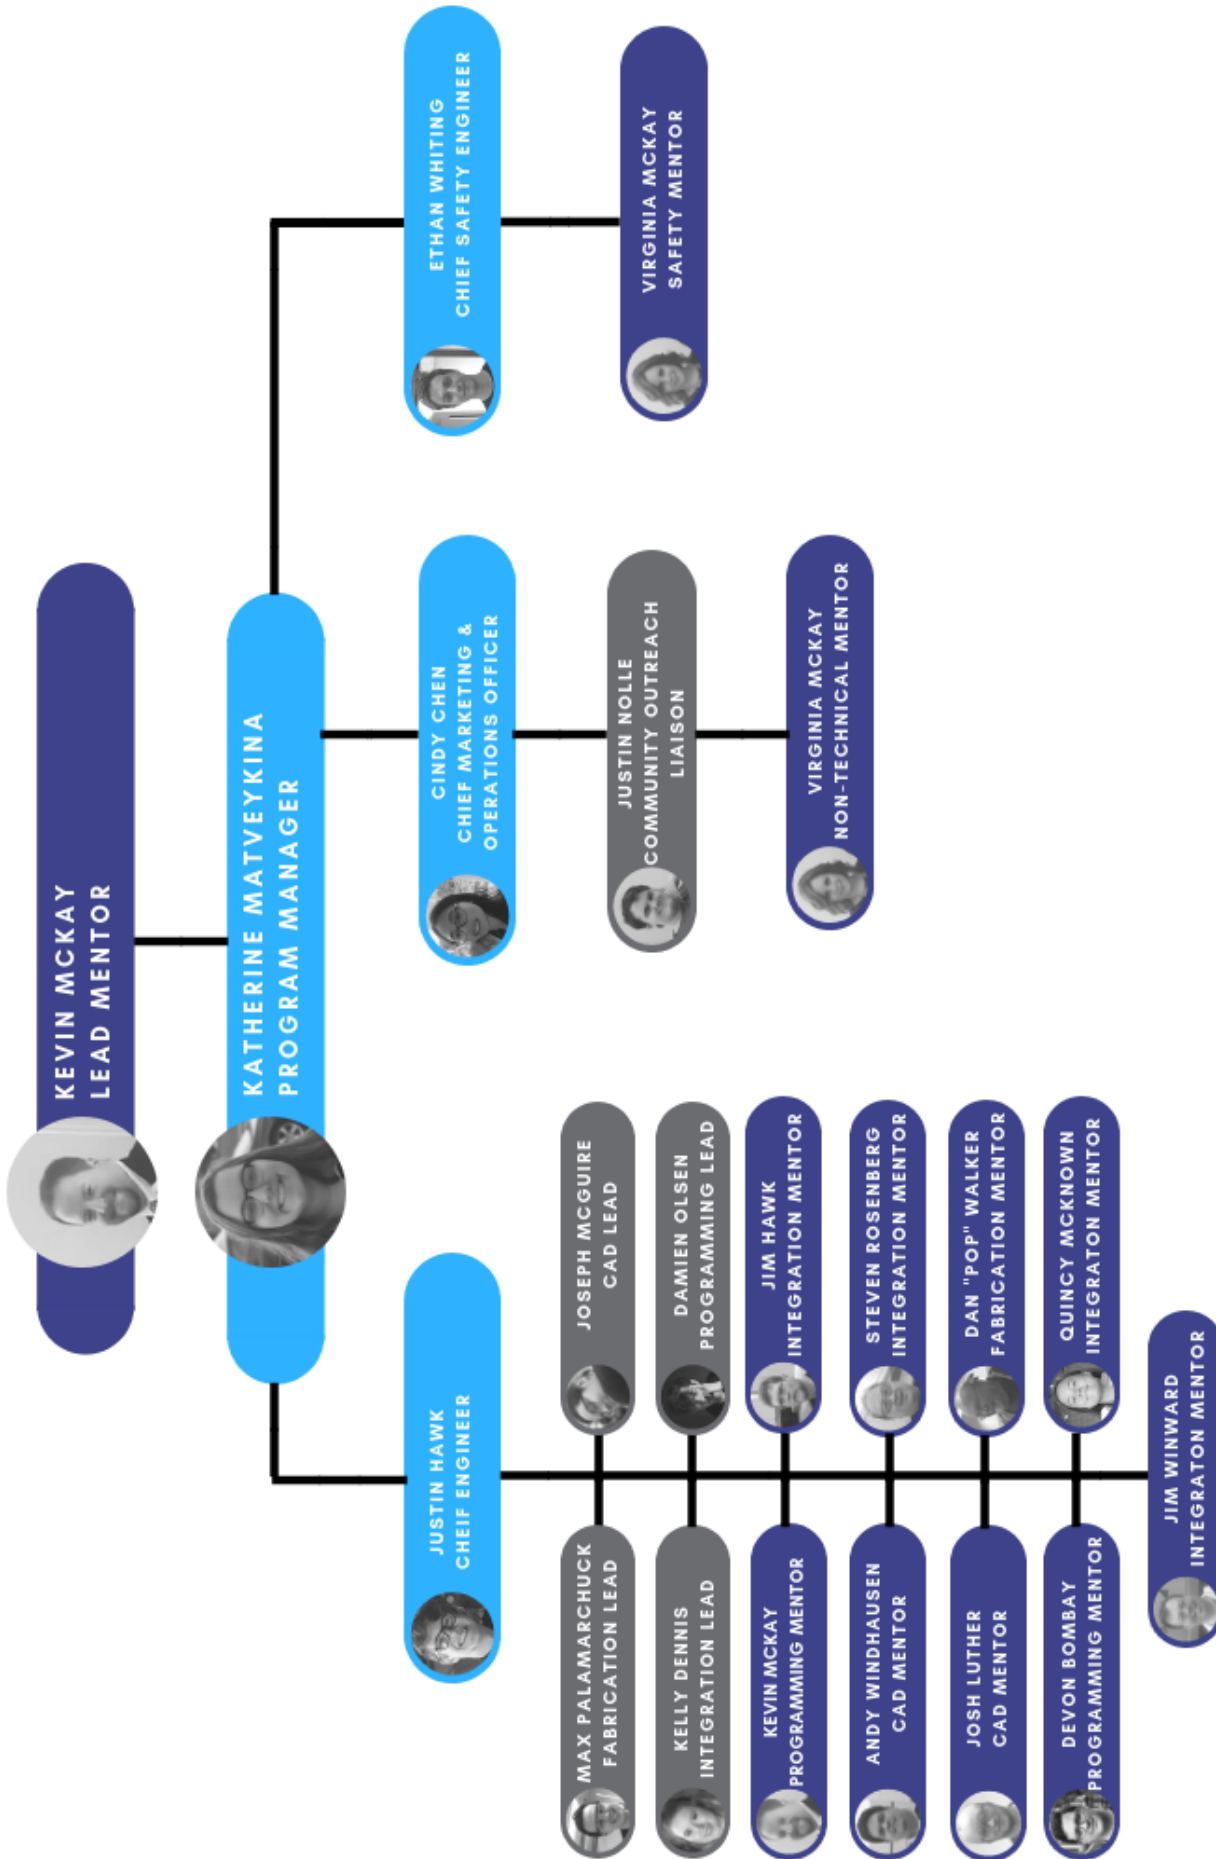 KEVIN MCKAY
LEAD MENTOR
KATHERINE MATVEYKINA
PROGRAM MANAGER
JUSTIN HAWK
CHEIF ENGINEER
CINDY CHEN
CHIEF MARKETING &
OPERATIONS OFFICER
ETHAN WHITING
CHIEF SAFETY ENGINEER
MAX PALAMARCHUCK
FABRICATION LEAD
JOSEPH MCGUIRE
CAD LEAD
JUSTIN NOLLE
COMMUNITY OUTREACH
LIAISON
VIRGINIA MCKAY
SAFETY MENTOR
KELLY DENNIS
INTEGRATION LEAD
DAMIEN OLSEN
PROGRAMMING LEAD
KEVIN MCKAY
PROGRAMMING MENTOR
JIM HAWK
INTEGRATION MENTOR
VIRGINIA MCKAY
NON-TECHNICAL MENTOR
ANDY WINDHAUSEN
CAD MENTOR
STEVEN ROSENBERG
INTEGRATION MENTOR
JOSH LUTHER
CAD MENTOR
DAN "POP" WALKER
FABRICATION MENTOR
DEVON BOMBAY
PROGRAMMING MENTOR
QUINCY MCKNOWN
INTEGRATON MENTOR
JIM WINWARD
INTEGRATON MENTOR